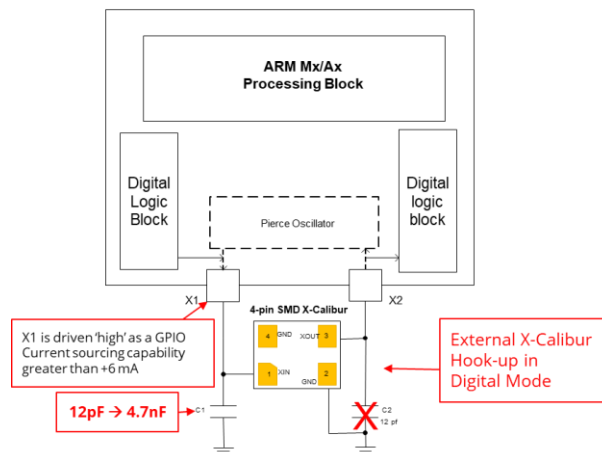 ARM Mx/Ax
Processing Block
Digital
Logic
Block
Digital
logic
block
Pierce Oscillator
X1
X2
4-pin SMD X-Calibur
X1 is driven 'high' as a GPIO
Current sourcing capability
greater than +6 mA
4
GND
XOUT
3
1
XIN
2
GND
External X-Calibur
Hook-up in
Digital Mode
12pF → 4.7nF
C1
C2
12 pf